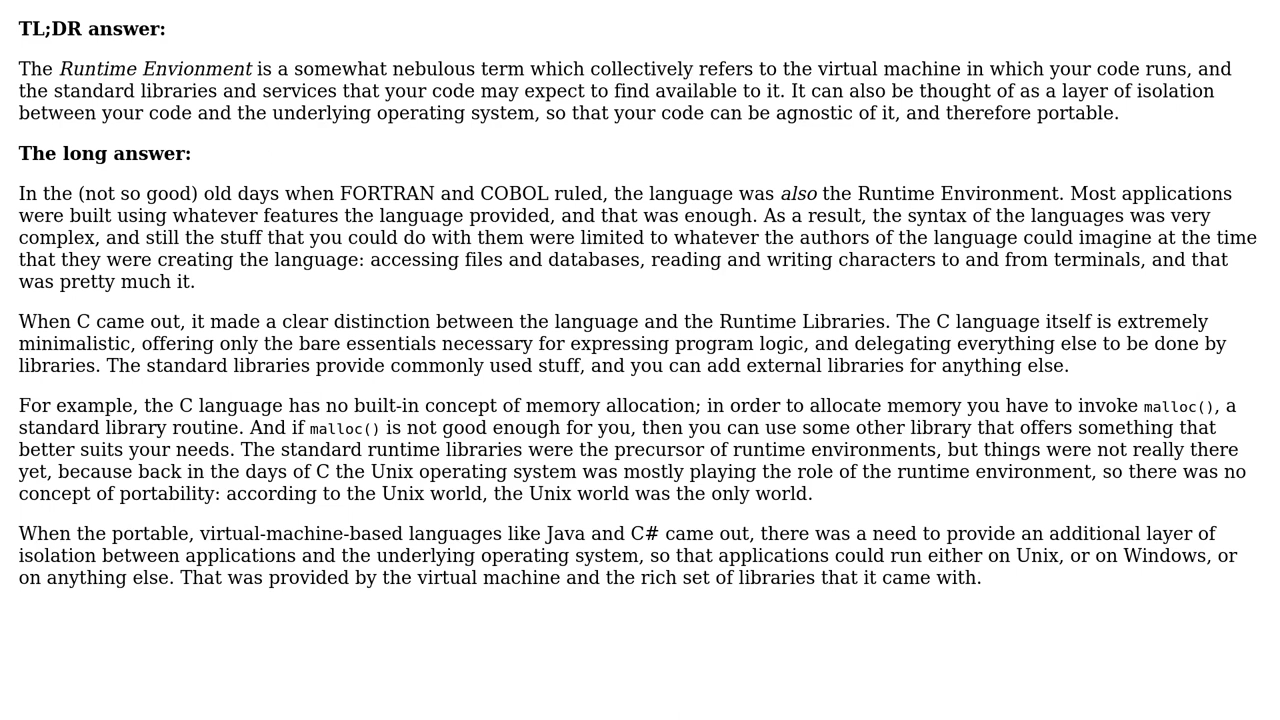 TL;DR answer:
The Runtime Envionment is a somewhat nebulous term which collectively refers to the virtual machine in which your code runs, and
the standard libraries and services that your code may expect to find available to it. It can also be thought of as a layer of isolation
between your code and the underlying operating system, so that your code can be agnostic of it, and therefore portable.
The long answer:
In the (not so good) old days when FORTRAN and COBOL ruled, the language was also the Runtime Environment. Most applications
were built using whatever features the language provided, and that was enough. As a result, the syntax of the languages was very
complex, and still the stuff that you could do with them were limited to whatever the authors of the language could imagine at the time
that they were creating the language: accessing files and databases, reading and writing characters to and from terminals, and that
was pretty much it.
When C came out, it made a clear distinction between the language and the Runtime Libraries. The C language itself is extremely
minimalistic, offering only the bare essentials necessary for expressing program logic, and delegating everything else to be done by
libraries. The standard libraries provide commonly used stuff, and you can add external libraries for anything else.
For example, the C language has no built-in concept of memory allocation; in order to allocate memory you have to invoke malloc(), a
standard library routine. And if malloc() is not good enough for you, then you can use some other library that offers something that
better suits your needs. The standard runtime libraries were the precursor of runtime environments, but things were not really there
yet, because back in the days of C the Unix operating system was mostly playing the role of the runtime environment, so there was no
concept of portability: according to the Unix world, the Unix world was the only world.
When the portable, virtual-machine-based languages like Java and C# came out, there was a need to provide an additional layer of
isolation between applications and the underlying operating system, so that applications could run either on Unix, or on Windows, or
on anything else. That was provided by the virtual machine and the rich set of libraries that it came with.